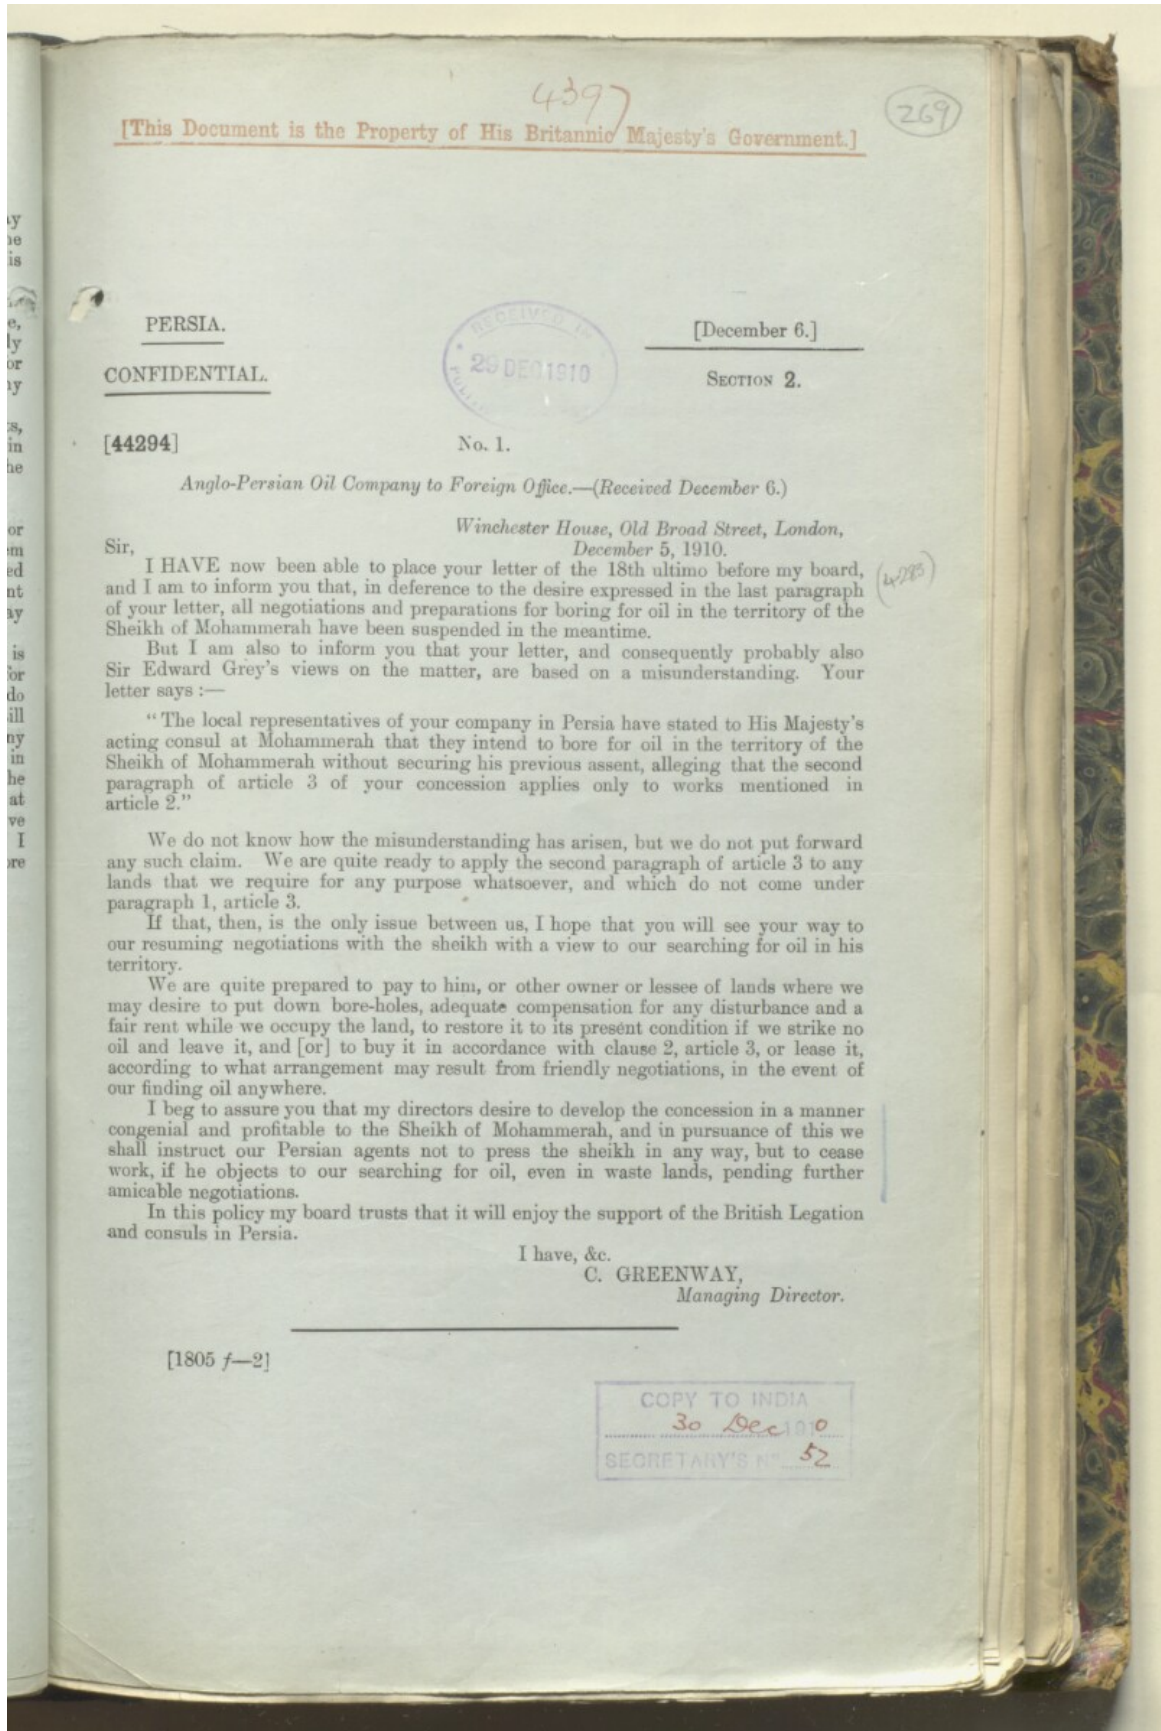 4397
269
[This Document is the Property of His Britannic Majesty's Government.]
PERSIA.
[December 6.]
CONFIDENTIAL.
RECEIVED IN
29 DEC 1910
SECTION 2.
[44294]
No. 1.
Anglo-Persian Oil Company to Foreign Office.—(Received December 6.)
Winchester House, Old Broad Street, London,
Sir,
December 5, 1910.
I HAVE now been able to place your letter of the 18th ultimo before my board,
and I am to inform you that, in deference to the desire expressed in the last paragraph
of your letter, all negotiations and preparations for boring for oil in the territory of the
Sheikh of Mohammerah have been suspended in the meantime.
But I am also to inform you that your letter, and consequently probably also
Sir Edward Grey's views on the matter, are based on a misunderstanding. Your
letter says :—
"The local representatives of your company in Persia have stated to His Majesty's
acting consul at Mohammerah that they intend to bore for oil in the territory of the
Sheikh of Mohammerah without securing his previous assent, alleging that the second
paragraph of article 3 of your concession applies only to works mentioned in
article 2."
We do not know how the misunderstanding has arisen, but we do not put forward
any such claim. We are quite ready to apply the second paragraph of article 3 to any
lands that we require for any purpose whatsoever, and which do not come under
paragraph 1, article 3.
If that, then, is the only issue between us, I hope that you will see your way to
our resuming negotiations with the sheikh with a view to our searching for oil in his
territory.
We are quite prepared to pay to him, or other owner or lessee of lands where we
may desire to put down bore-holes, adequate compensation for any disturbance and a
fair rent while we occupy the land, to restore it to its present condition if we strike no
oil and leave it, and [or] to buy it in accordance with clause 2, article 3, or lease it,
according to what arrangement may result from friendly negotiations, in the event of
our finding oil anywhere.
I beg to assure you that my directors desire to develop the concession in a manner
congenial and profitable to the Sheikh of Mohammerah, and in pursuance of this we
shall instruct our Persian agents not to press the sheikh in any way, but to cease
work, if he objects to our searching for oil, even in waste lands, pending further
amicable negotiations.
In this policy my board trusts that it will enjoy the support of the British Legation
and consuls in Persia.
I have, &c.
C. GREENWAY,
Managing Director.
[1805 f—2]
COPY TO INDIA
30 Dec 1910
SECRETARY'S No 52